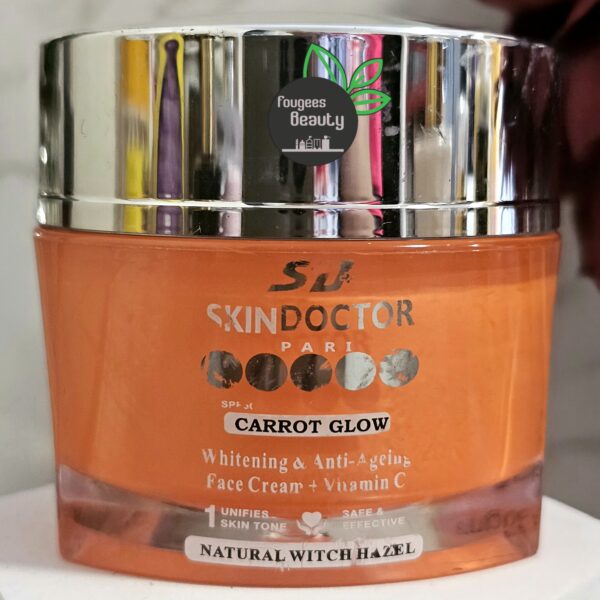 fougees
Beauty
SD
SKINDOCTOR
PARI
CARROT GLOW
Whitening & Anti-Ageing
Face Cream + Vitamin C
1 UNIFIES SAFE &
SKIN TONE EFFECTIVE
NATURAL WITCH HAZEL